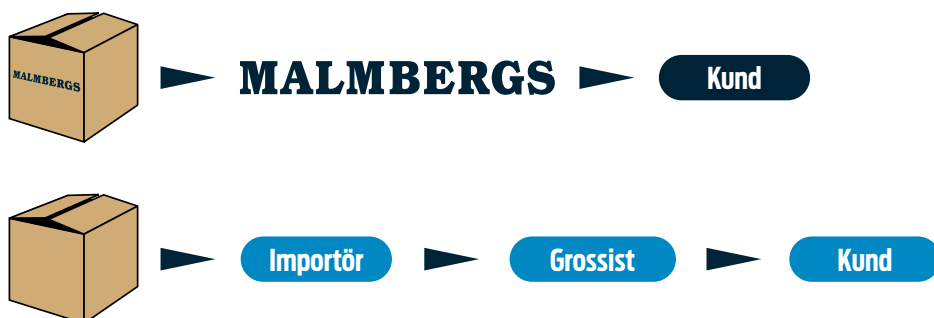 MALMBERGS
MALMBERGS
Kund
Importör
Grossist
Kund